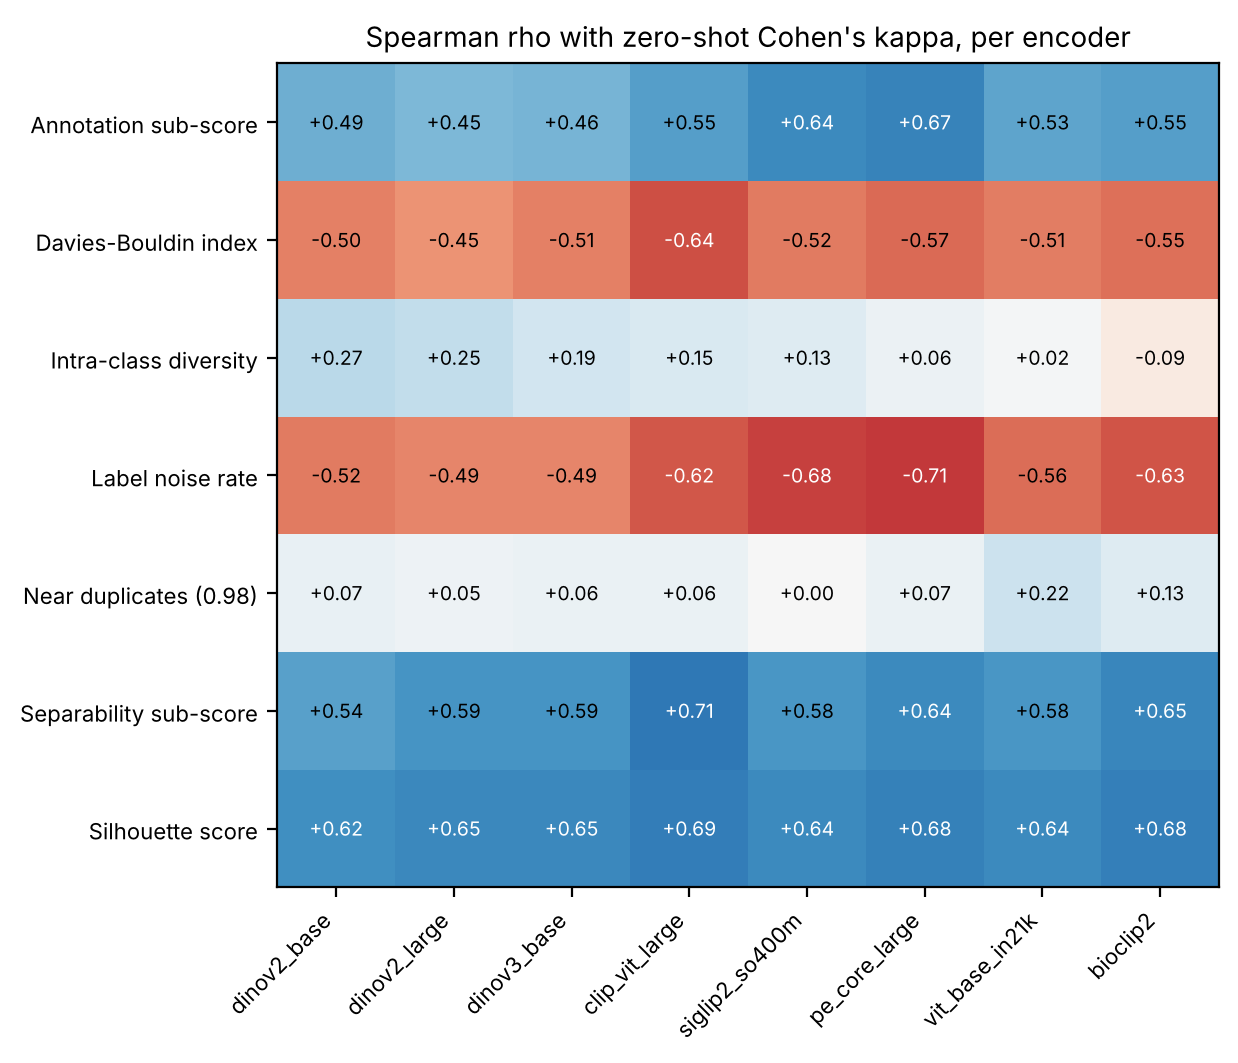 Spearman rho with zero-shot Cohen's kappa, per encoder
Annotation sub-score +0.49 +0.45 +0.46 +0.55 +0.64 +0.67 +0.53 +0.55
Davies-Bouldin index -0.50 -0.45 -0.51 -0.64 -0.52 -0.57 -0.51 -0.55
Intra-class diversity +0.27 +0.25 +0.19 +0.15 +0.13 +0.06 +0.02 -0.09
Label noise rate -0.52 -0.49 -0.49 -0.62 -0.68 -0.71 -0.56 -0.63
Near duplicates (0.98) +0.07 +0.05 +0.06 +0.06 +0.00 +0.07 +0.22 +0.13
Separability sub-score +0.54 +0.59 +0.59 +0.71 +0.58 +0.64 +0.58 +0.65
Silhouette score +0.62 +0.65 +0.65 +0.69 +0.64 +0.68 +0.64 +0.68
dinov2_base dinov2_large dinov3_base clip_vit_large siglip2_so400m pe_core_large vit_base_in21k bioclip2